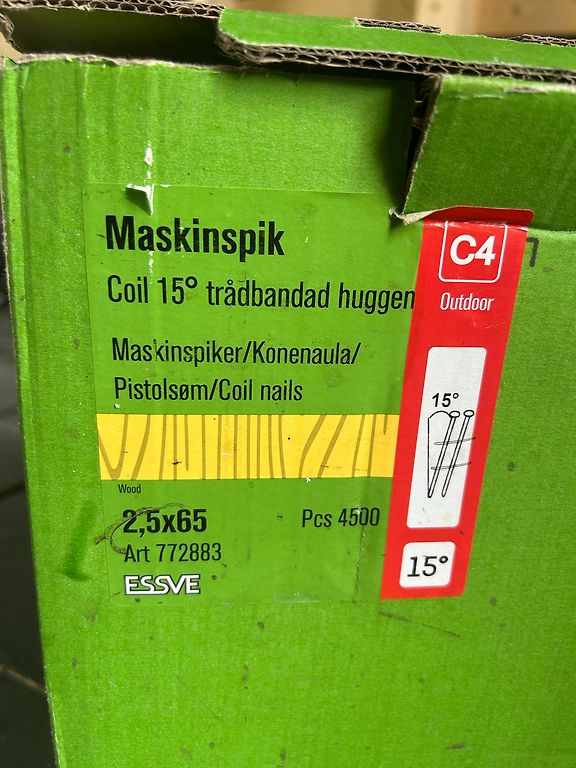 Maskinspik
Coil 15° trådbandad huggen
Maskinspiker/Konenaula/
Pistolsøm/Coil nails
Wood
2,5x65 Pcs 4500
Art 772883
ESSVE
C4
Outdoor
15°
15°